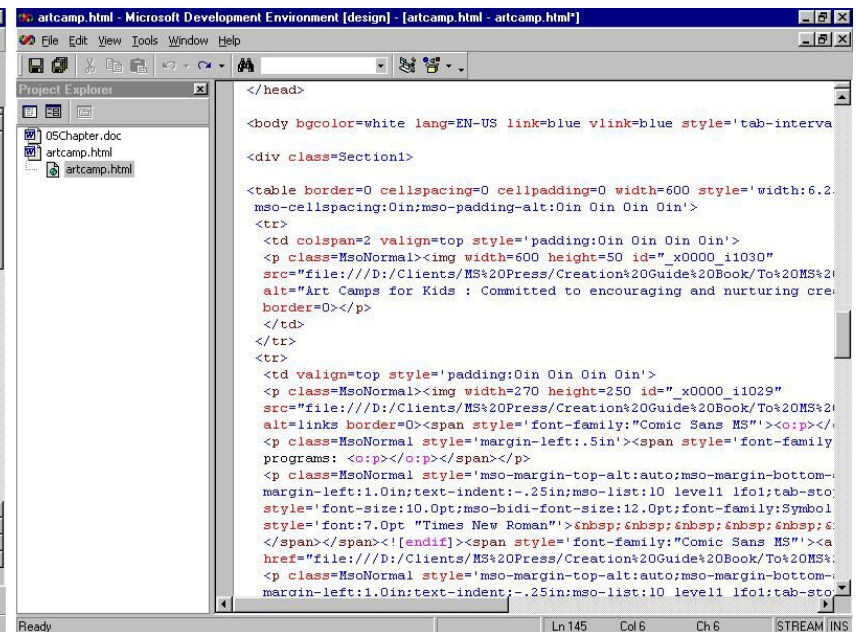 artcamp.html - Microsoft Development Environment [design] - [artcamp.html - artcamp.html*]
File Edit View Tools Window Help
Project Explorer
05Chapter.doc
artcamp.html
artcamp.html
</head>
<body bgcolor=white lang=EN-US link=blue vlink=blue style='tab-interva
<div class=Section1>
<table border=0 cellspacing=0 cellpadding=0 width=600 style='width:6.2
mso-cellspacing:0in;mso-padding-alt:0in 0in 0in 0in'>
<tr>
<td colspan=2 valign=top style='padding:0in 0in 0in 0in'>
<p class=MsoNormal><img width=600 height=50 id="_x0000_i1030"
src="file:///D:/Clients/MS%20Press/Creation%20Guide%20Book/To%20MS%2
alt="Art Camps for Kids : Committed to encouraging and nurturing cre
border=0></p>
</td>
</tr>
<tr>
<td valign=top style='padding:0in 0in 0in 0in'>
<p class=MsoNormal><img width=270 height=250 id="_x0000_i1029"
src="file:///D:/Clients/MS%20Press/Creation%20Guide%20Book/To%20MS%2
alt=links border=0><span style='font-family:"Comic Sans MS"'><o:p></
<p class=MsoNormal style='margin-left:.5in'><span style='font-family
programs: <o:p></o:p></span></p>
<p class=MsoNormal style='mso-margin-top-alt:auto;mso-margin-bottom-
margin-left:1.0in;text-indent:-.25in;mso-list:l0 level1 lfo1;tab-sto
style='font-size:10.0pt;mso-bidi-font-size:12.0pt;font-family:Symbol
style='font:7.0pt "Times New Roman"'>&nbsp;&nbsp;&nbsp;&nbsp;&nbsp;&
</span></span><![endif]><span style='font-family:"Comic Sans MS"'><a
href="file:///D:/Clients/MS%20Press/Creation%20Guide%20Book/To%20MS%
<p class=MsoNormal style='mso-margin-top-alt:auto;mso-margin-bottom-
margin-left:1.0in;text-indent:-.25in;mso-list:l0 level1 lfo1;tab-sto
Ready Ln 145 Col 6 Ch 6 STREAM INS